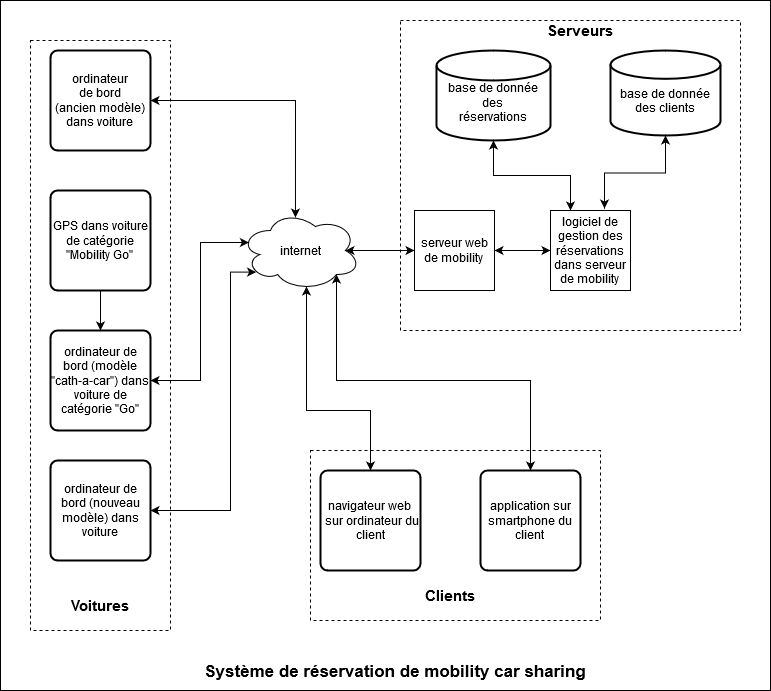 Serveurs
ordinateur
de bord
(ancien modèle)
dans voiture
base de donnée
des
réservations
base de donnée
des clients
GPS dans voiture
de catégorie
"Mobility Go"
internet
serveur web
de mobility
logiciel de
gestion des
réservations
dans serveur
de mobility
ordinateur de
bord (modèle
"cath-a-car") dans
voiture de
catégorie "Go"
ordinateur de
bord (nouveau
modèle) dans
voiture
navigateur web
sur ordinateur du
client
application sur
smartphone du
client
Voitures
Clients
Système de réservation de mobility car sharing